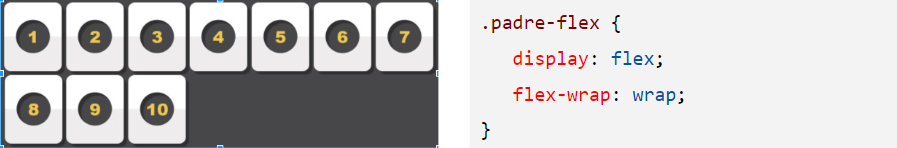 1 2 3 4 5 6 7
8 9 10
.padre-flex {
display: flex;
flex-wrap: wrap;
}